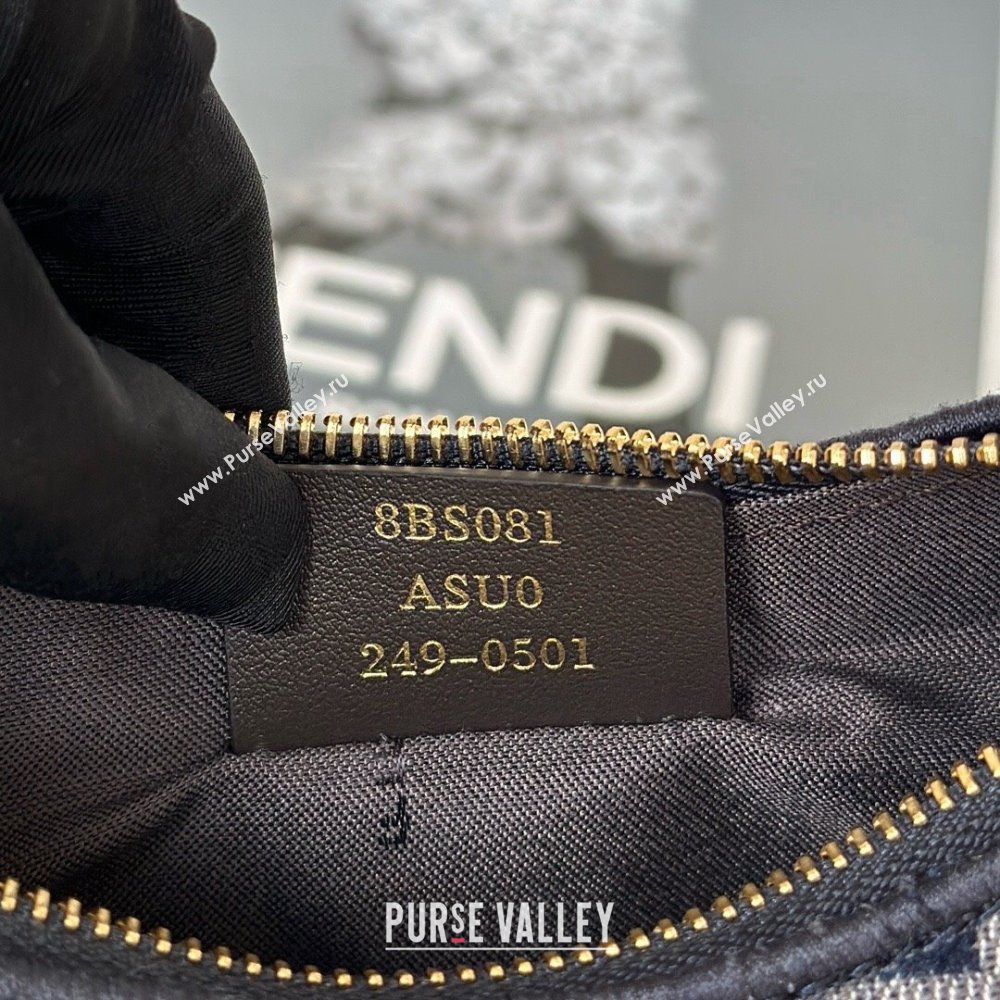 ENDI
www.PurseValley.ru
www.PurseValley.ru
8BS081
ASU0
249-0501
PURSE VALLEY